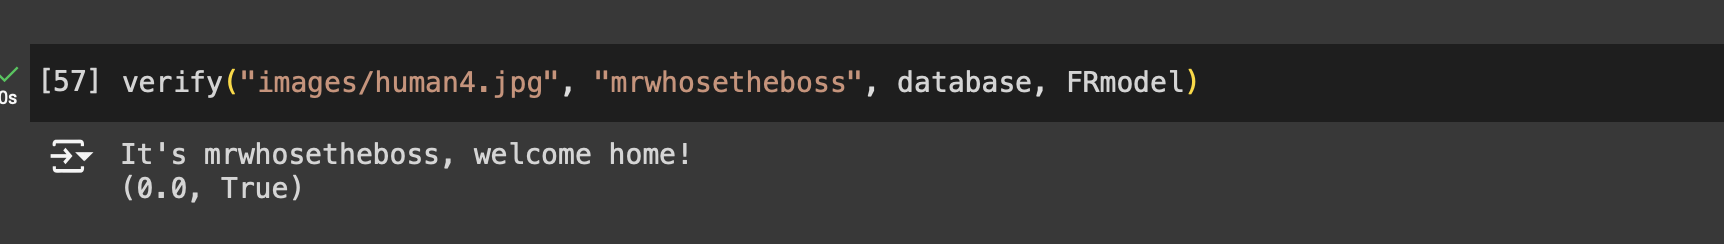 [57] verify("images/human4.jpg", "mrwhosetheboss", database, FRmodel)
0s
It's mrwhosetheboss, welcome home!
(0.0, True)